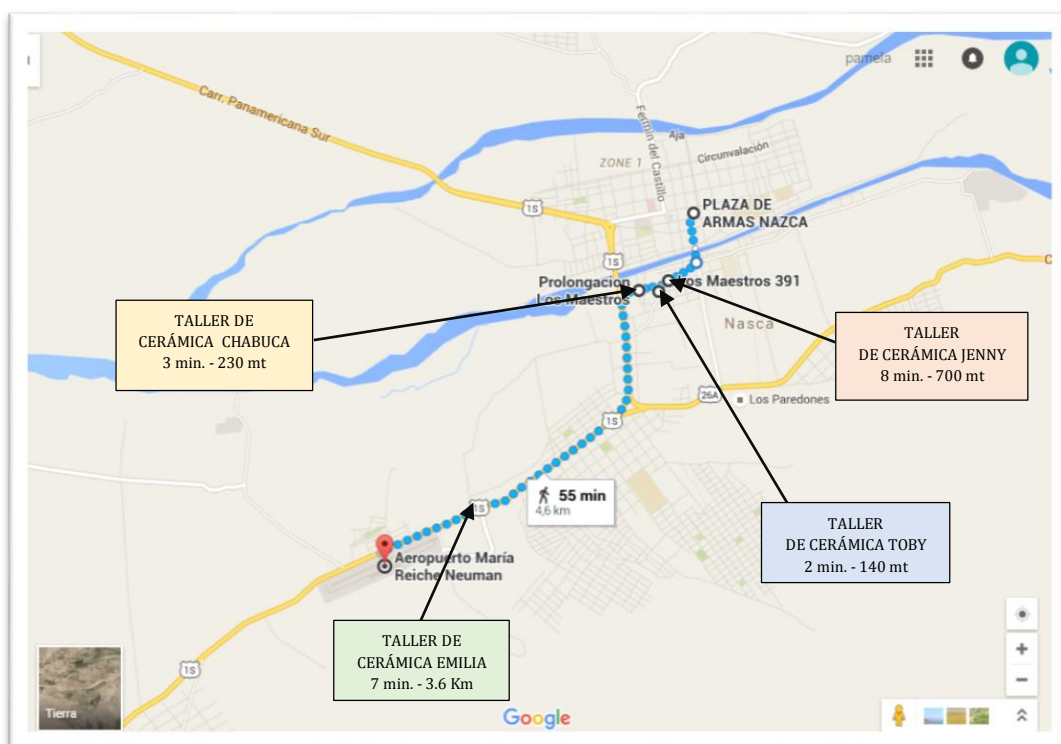 pamela
Carr. Panamericana Sur
Fermín del Castillo
Aja
Circunvalación
ZONE 1
1S
PLAZA DE
ARMAS NAZCA
1S
Prolongación
Los Maestros
Los Maestros 391
Nasca
TALLER DE
CERÁMICA CHABUCA
3 min. - 230 mt
TALLER
DE CERÁMICA JENNY
8 min. - 700 mt
26A
Los Paredones
1S
55 min
4,6 km
1S
TALLER
DE CERÁMICA TOBY
2 min. - 140 mt
Aeropuerto María
Reiche Neuman
TALLER DE
CERÁMICA EMILIA
7 min. - 3.6 Km
1S
Tierra
Google